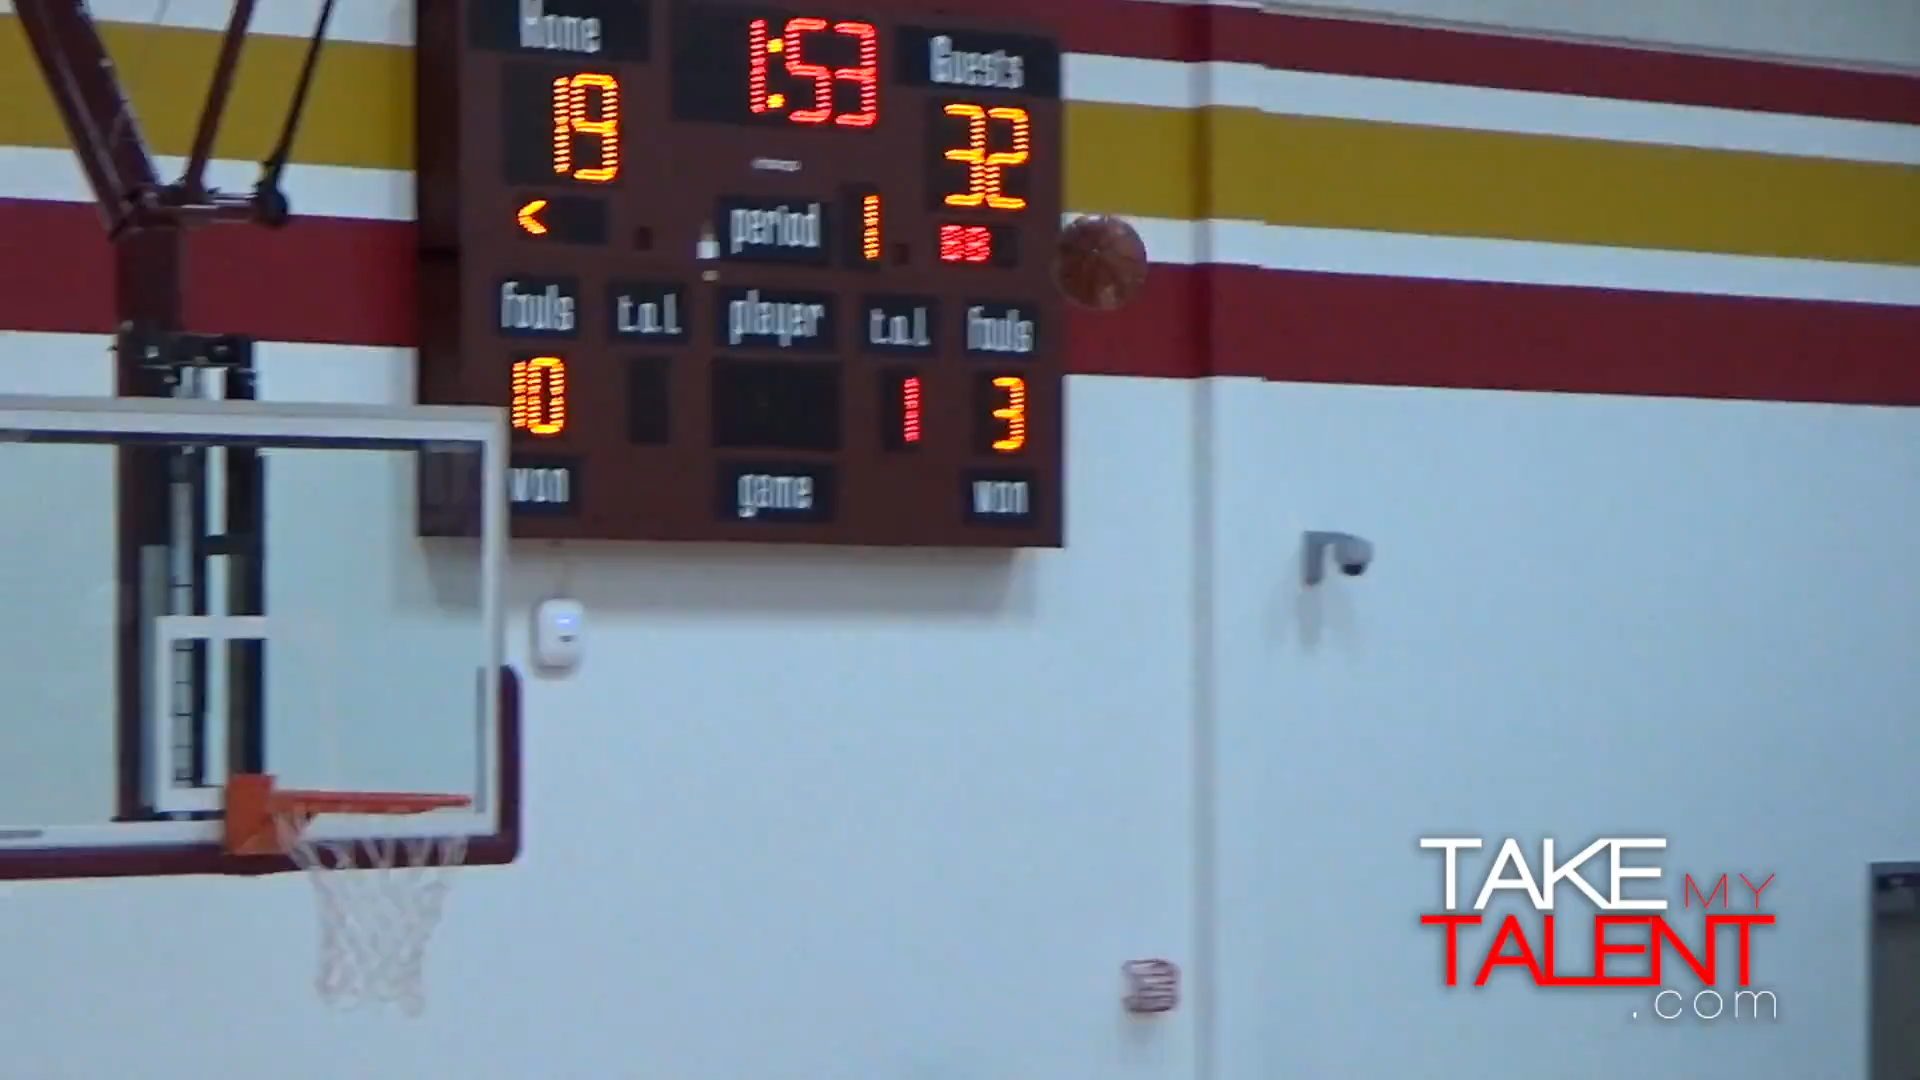 Home
1:53
Guests
19
32
<
period
1
BB
fouls
t.o.l
player
t.o.l
fouls
10
1
3
won
game
won
TAKE MY
TALENT
.com